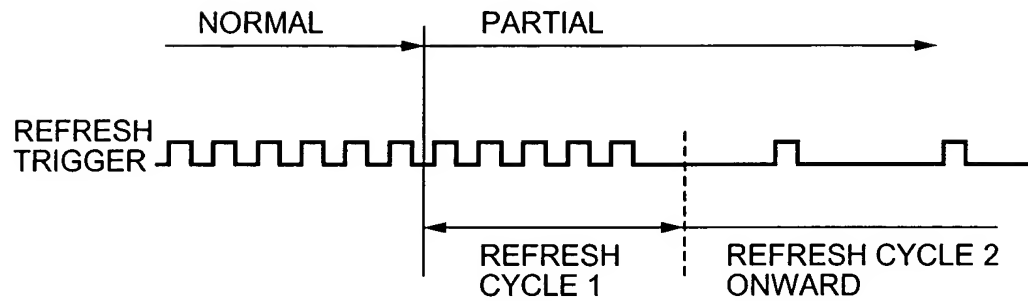 NORMAL
PARTIAL
REFRESH
TRIGGER
REFRESH
CYCLE 1
REFRESH CYCLE 2
ONWARD